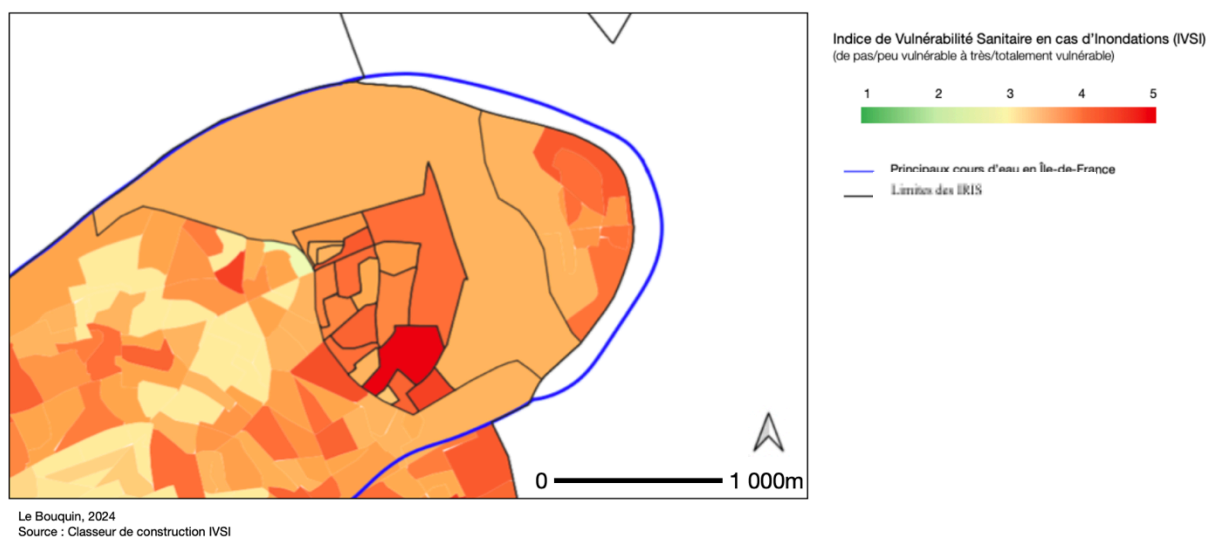 Indice de Vulnérabilité Sanitaire en cas d'Inondations (IVSI)
(de pas/peu vulnérable à très/totalement vulnérable)
1 2 3 4 5
Principaux cours d'eau en Île-de-France
Limites des IRIS
0 1 000m
Le Bouquin, 2024
Source : Classeur de construction IVSI